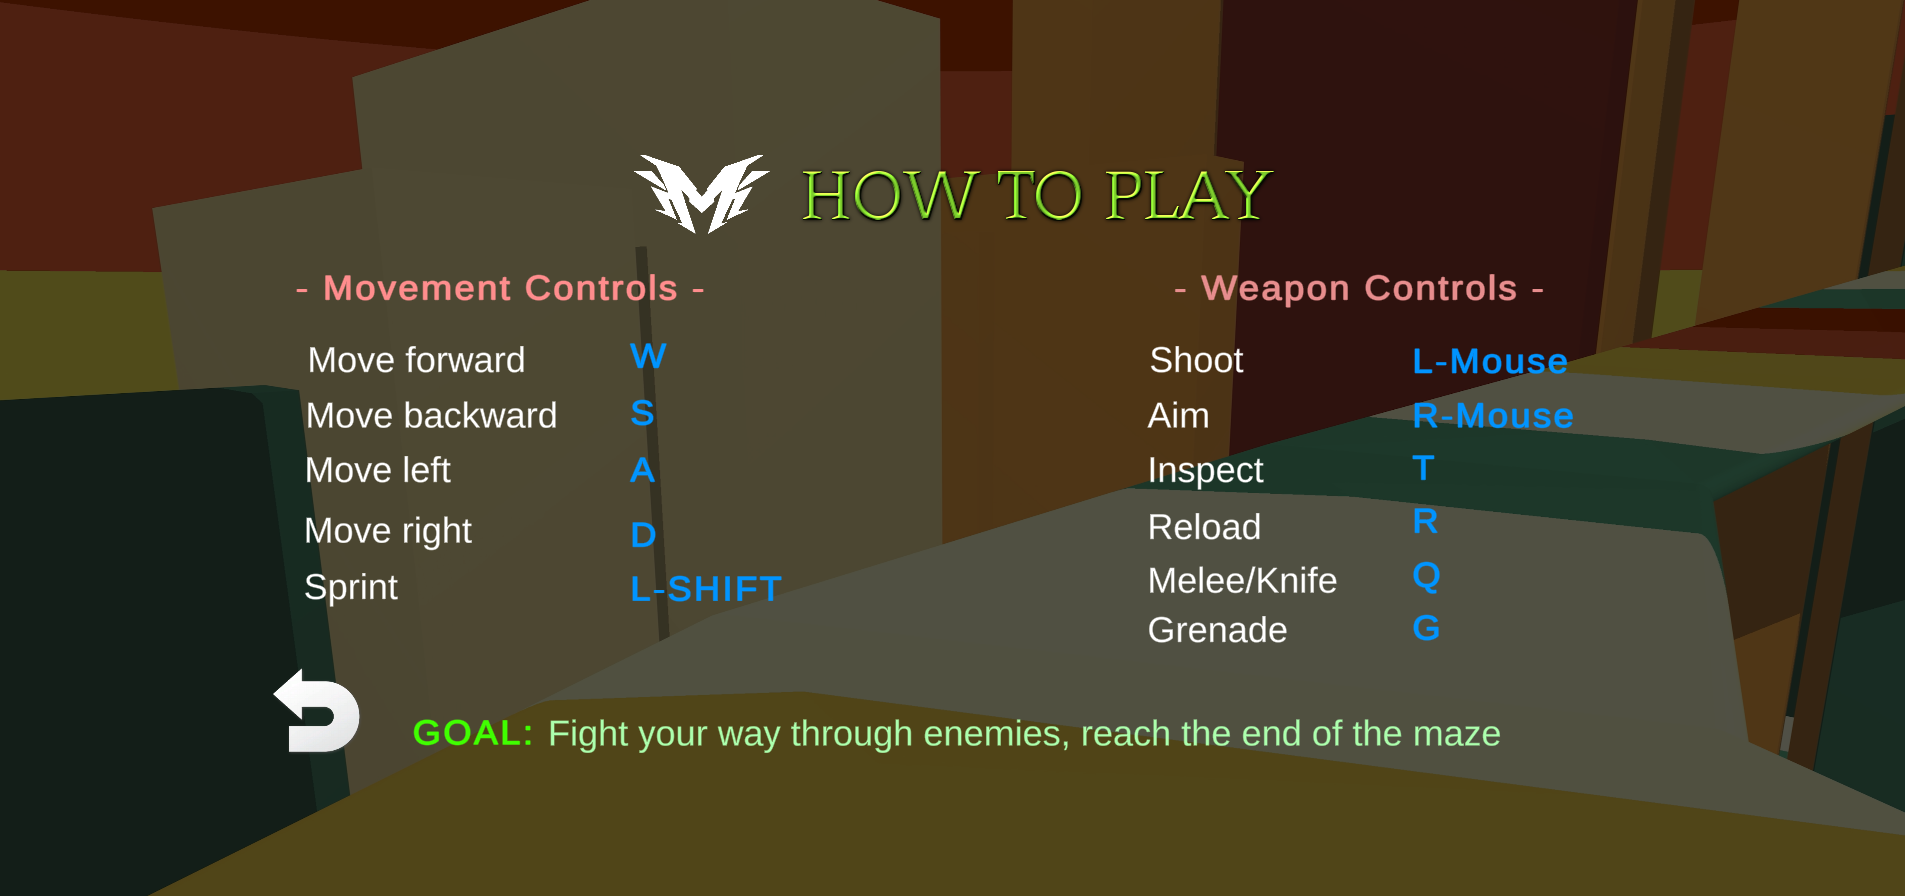 HOW TO PLAY
- Movement Controls -
Move forward W
Move backward S
Move left A
Move right D
Sprint L-SHIFT
- Weapon Controls -
Shoot L-Mouse
Aim R-Mouse
Inspect T
Reload R
Melee/Knife Q
Grenade G
GOAL: Fight your way through enemies, reach the end of the maze